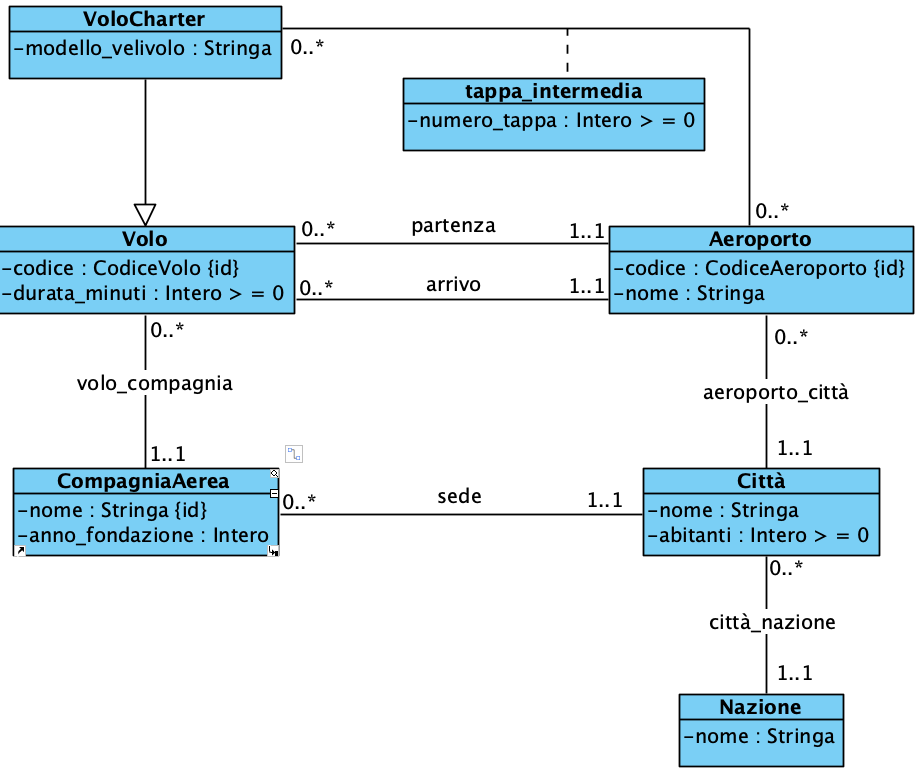 VoloCharter
-modello_velivolo : Stringa
0..*
tappa_intermedia
-numero_tappa : Intero > = 0
0..*
Volo
-codice : CodiceVolo {id}
-durata_minuti : Intero > = 0
0..*
partenza
1..1
0..*
arrivo
1..1
Aeroporto
-codice : CodiceAeroporto {id}
-nome : Stringa
0..*
volo_compagnia
1..1
0..*
aeroporto_città
1..1
CompagniaAerea
-nome : Stringa {id}
-anno_fondazione : Intero
0..*
sede
1..1
Città
-nome : Stringa
-abitanti : Intero > = 0
0..*
città_nazione
1..1
Nazione
-nome : Stringa